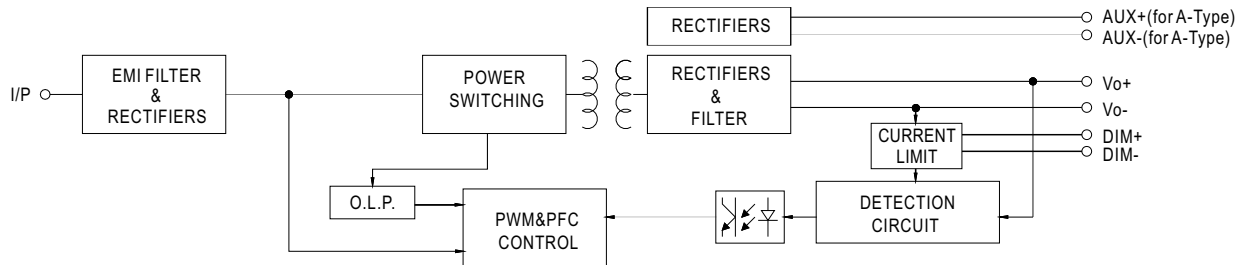 I/P
EMI FILTER
&
RECTIFIERS
POWER
SWITCHING
RECTIFIERS
RECTIFIERS
&
FILTER
AUX+(for A-Type)
AUX-(for A-Type)
Vo+
Vo-
DIM+
DIM-
CURRENT
LIMIT
O.L.P.
PWM&PFC
CONTROL
DETECTION
CIRCUIT